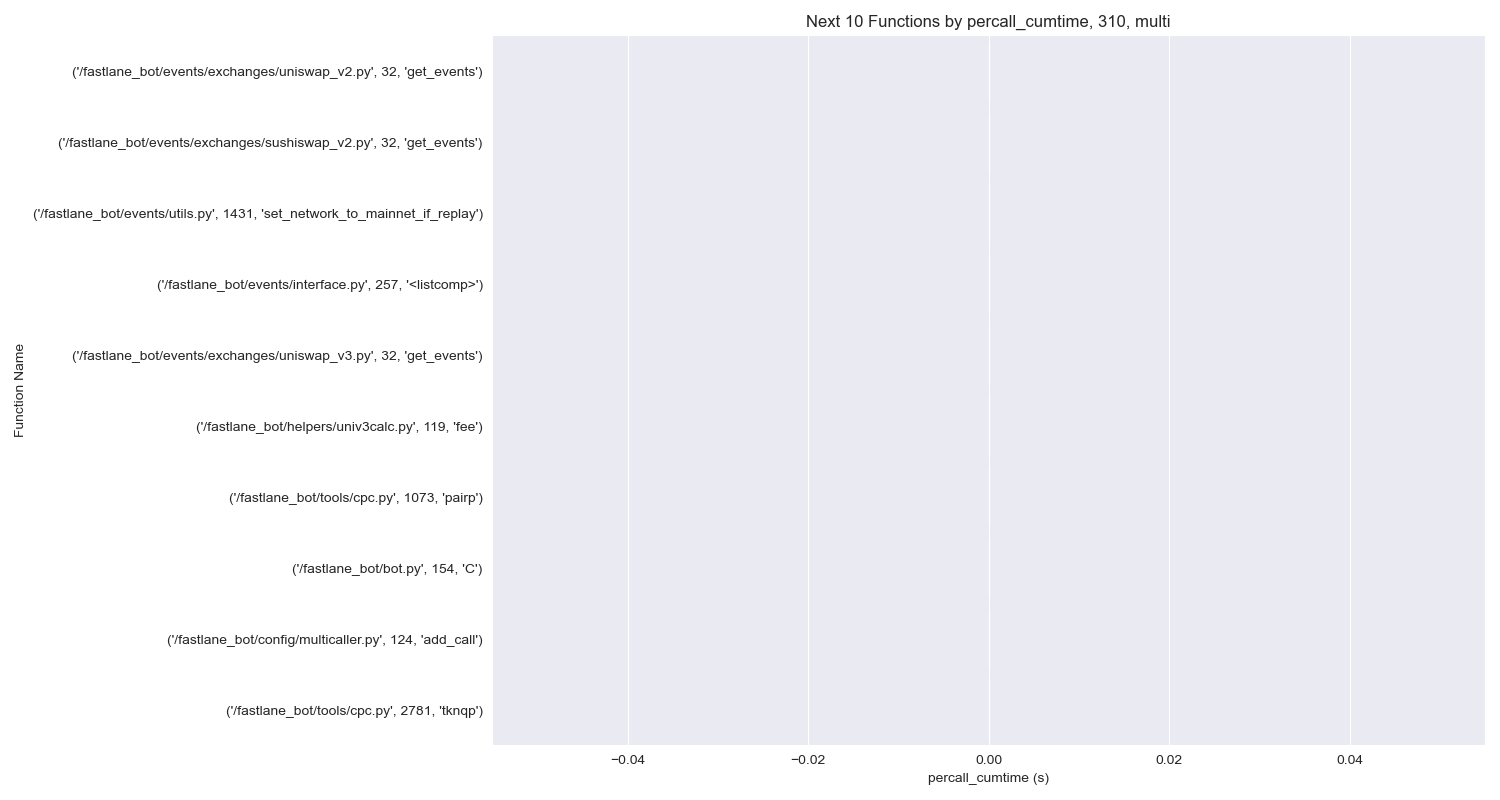 Next 10 Functions by percall_cumtime, 310, multi
('/fastlane_bot/events/exchanges/uniswap_v2.py', 32, 'get_events')
('/fastlane_bot/events/exchanges/sushiswap_v2.py', 32, 'get_events')
('/fastlane_bot/events/utils.py', 1431, 'set_network_to_mainnet_if_replay')
('/fastlane_bot/events/interface.py', 257, '<listcomp>')
('/fastlane_bot/events/exchanges/uniswap_v3.py', 32, 'get_events')
('/fastlane_bot/helpers/univ3calc.py', 119, 'fee')
('/fastlane_bot/tools/cpc.py', 1073, 'pairp')
('/fastlane_bot/bot.py', 154, 'C')
('/fastlane_bot/config/multicaller.py', 124, 'add_call')
('/fastlane_bot/tools/cpc.py', 2781, 'tknqp')
Function Name
−0.04 −0.02 0.00 0.02 0.04
percall_cumtime (s)